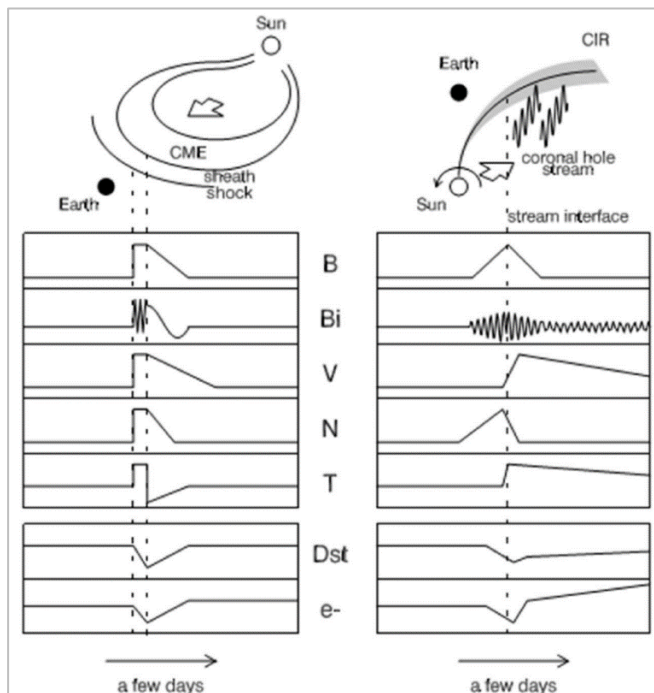 Sun
CME
sheath
shock
Earth
CIR
Earth
coronal hole
stream
Sun
stream interface
B
Bi
V
N
T
Dst
e-
a few days
a few days